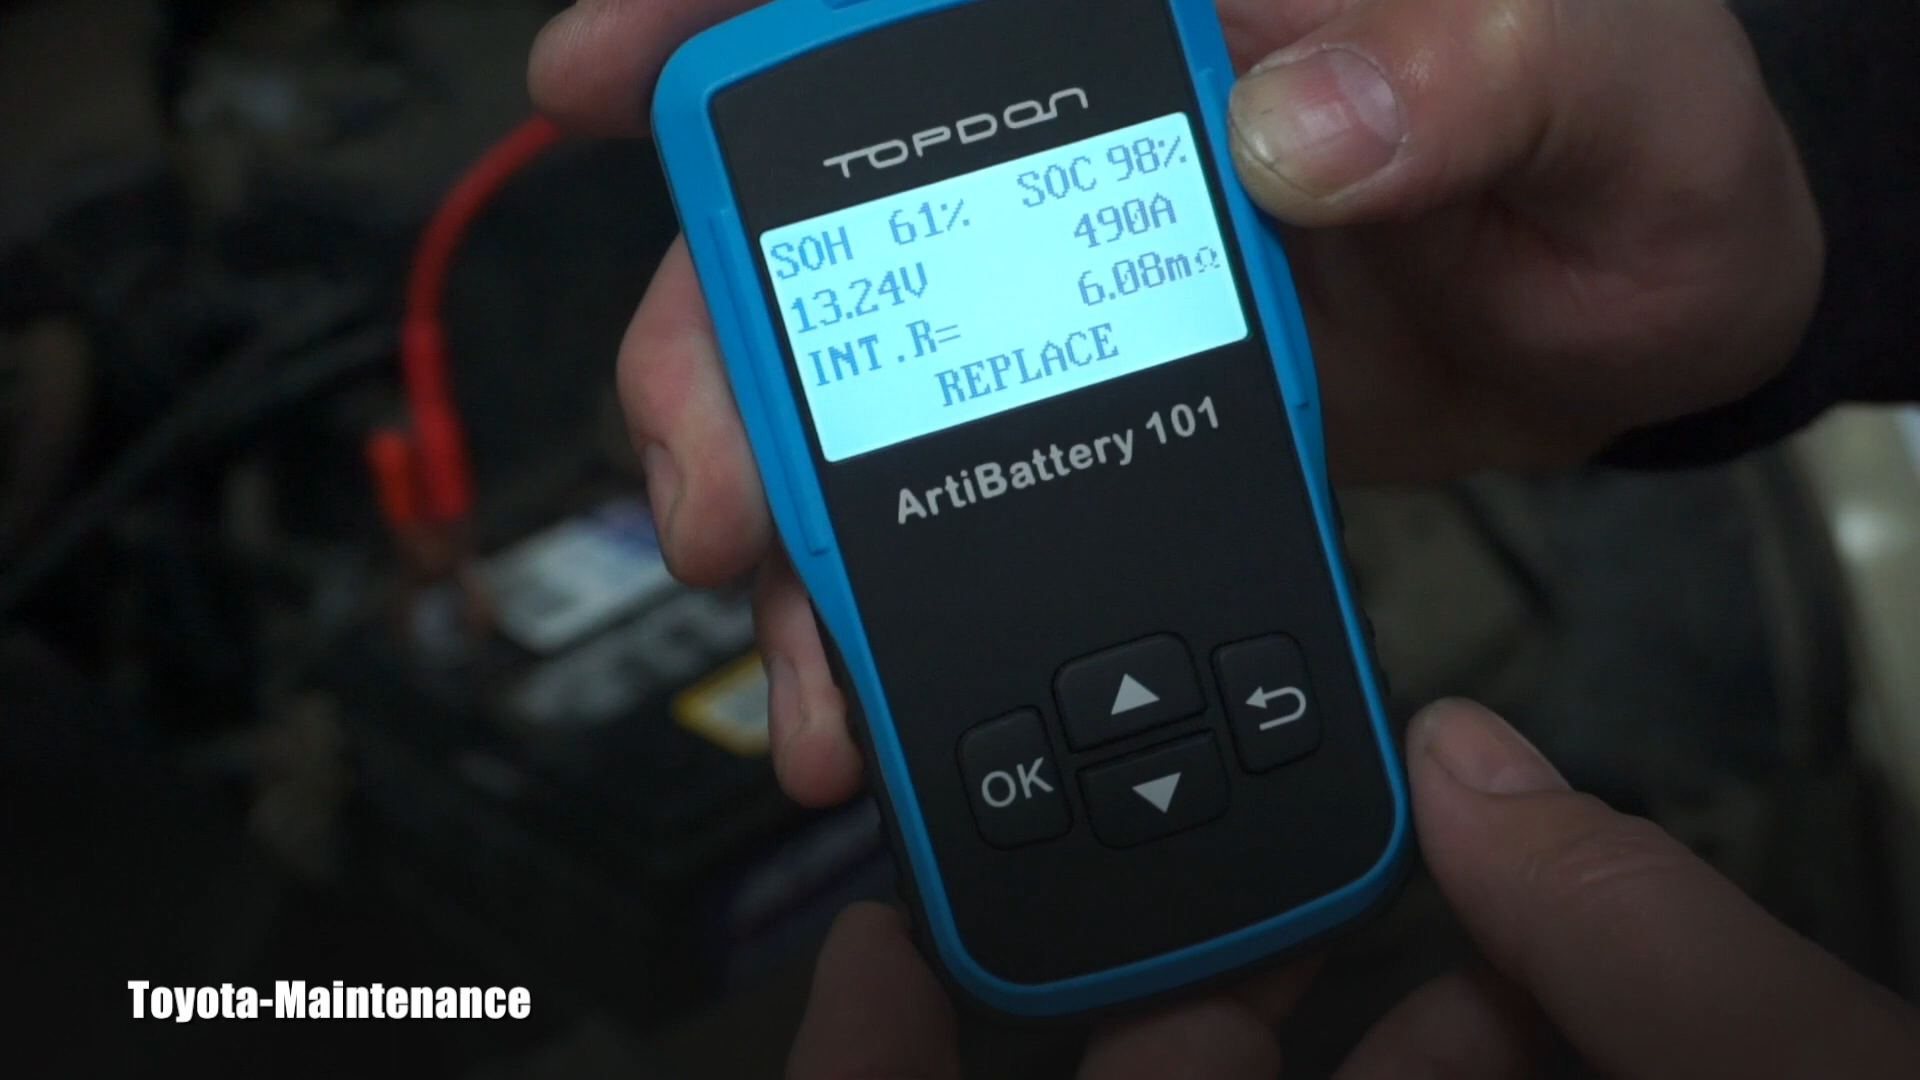 TOPDON
SOH 61% SOC 98%
13.24V 490A
INT.R= 6.08mΩ
REPLACE
ArtiBattery 101
OK
Toyota-Maintenance